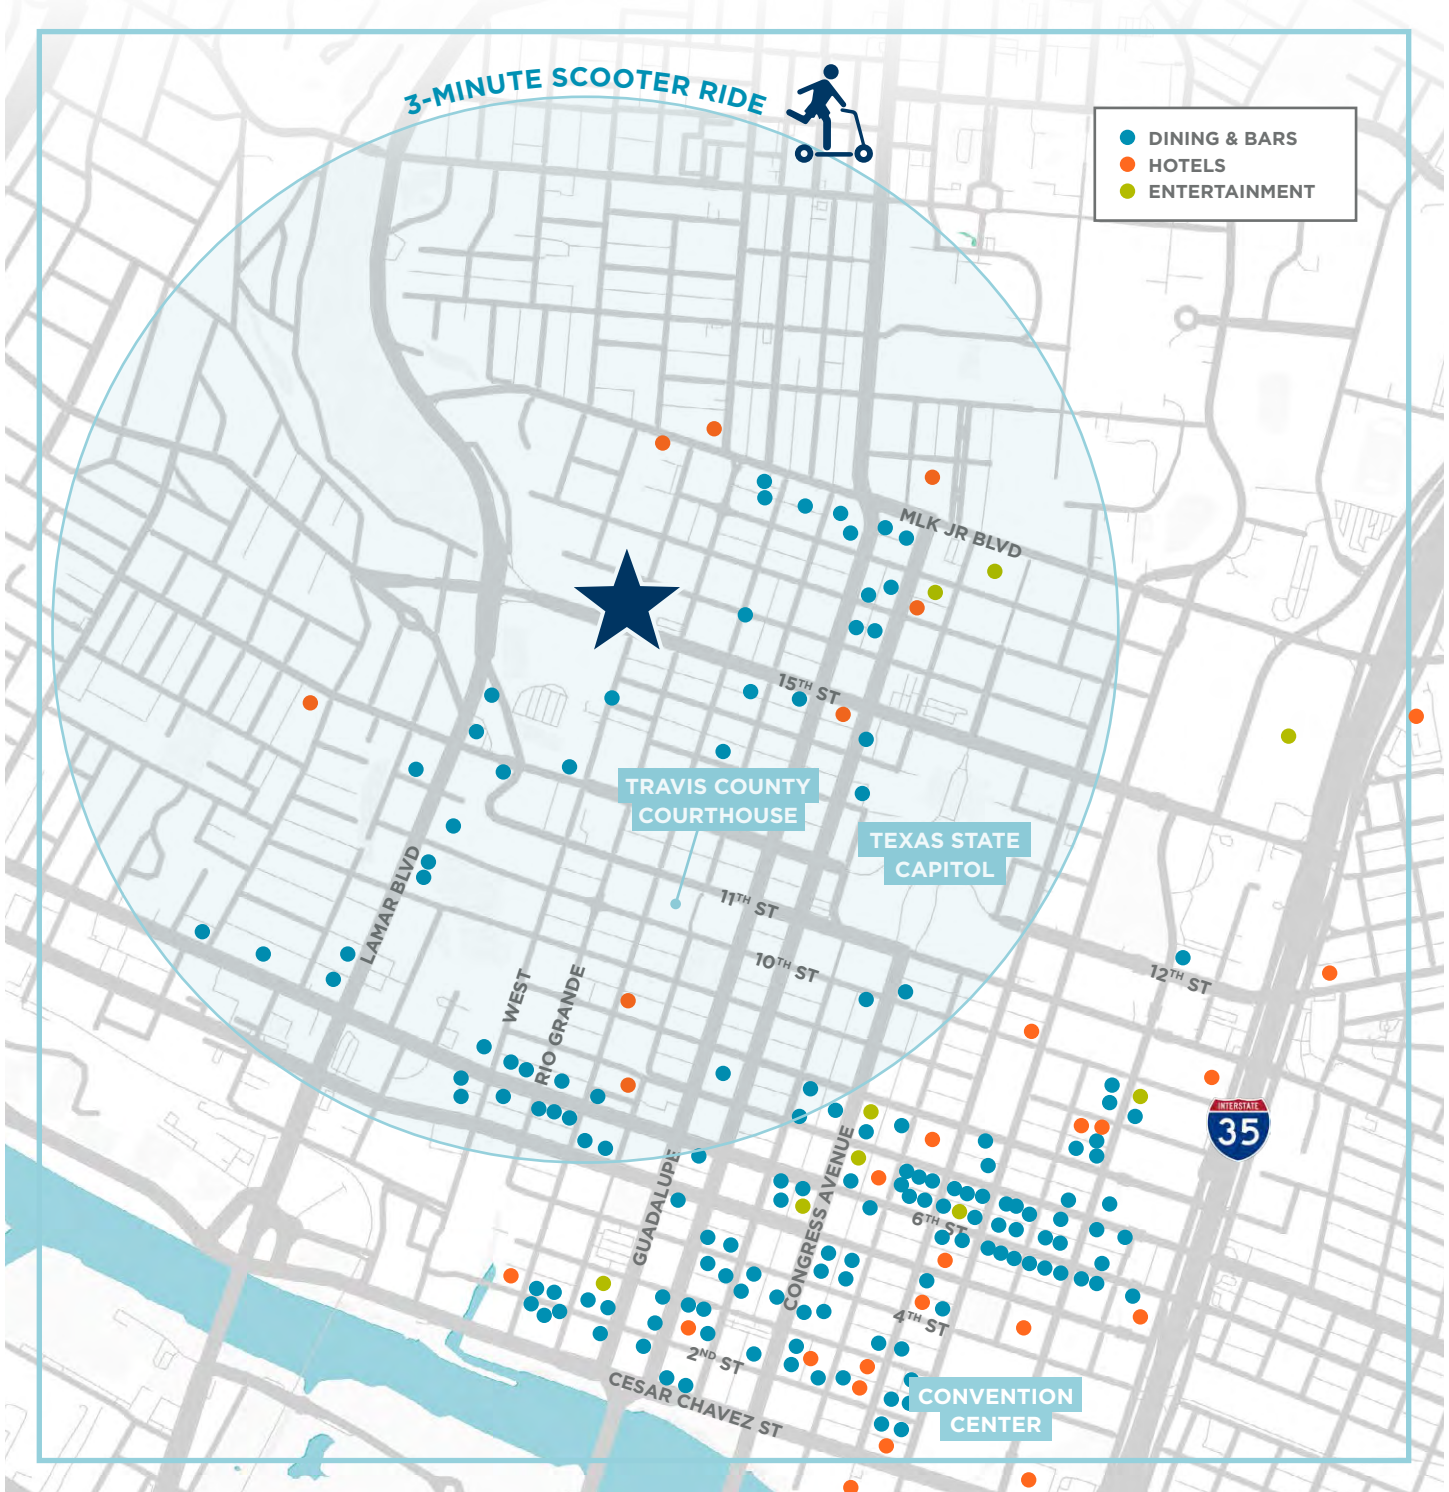 3-MINUTE SCOOTER RIDE
DINING & BARS
HOTELS
ENTERTAINMENT
MLK JR BLVD
15TH ST
TRAVIS COUNTY
COURTHOUSE
TEXAS STATE
CAPITOL
LAMAR BLVD
11TH ST
10TH ST
12TH ST
WEST
RIO GRANDE
INTERSTATE
35
GUADALUPE
CONGRESS AVENUE
6TH ST
4TH ST
2ND ST
CESAR CHAVEZ ST
CONVENTION
CENTER